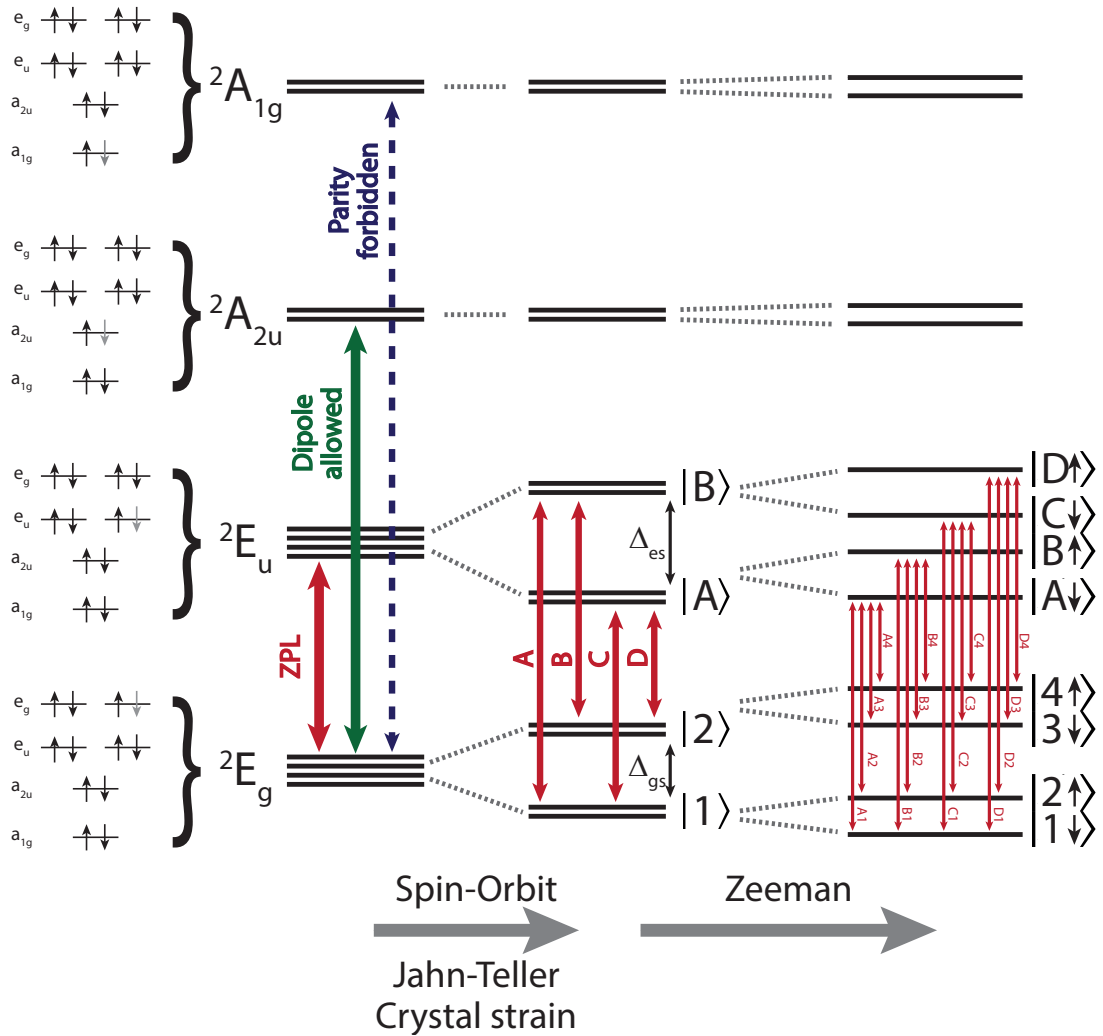 e_g
e_u
a_2u
a_1g
²A_1g
Parity
forbidden
e_g
e_u
a_2u
a_1g
²A_2u
Dipole
allowed
e_g
e_u
a_2u
a_1g
²E_u
ZPL
e_g
e_u
a_2u
a_1g
²E_g
|B⟩
Δ_es
|A⟩
A
B
C
D
|2⟩
Δ_gs
|1⟩
|D↑⟩
|C↓⟩
|B↑⟩
|A↓⟩
A4
B4
C4
D4
|4↑⟩
A3
B3
C3
D3
|3↓⟩
A2
B2
C2
D2
|2↑⟩
A1
B1
C1
D1
|1↓⟩
Spin-Orbit
Zeeman
Jahn-Teller
Crystal strain